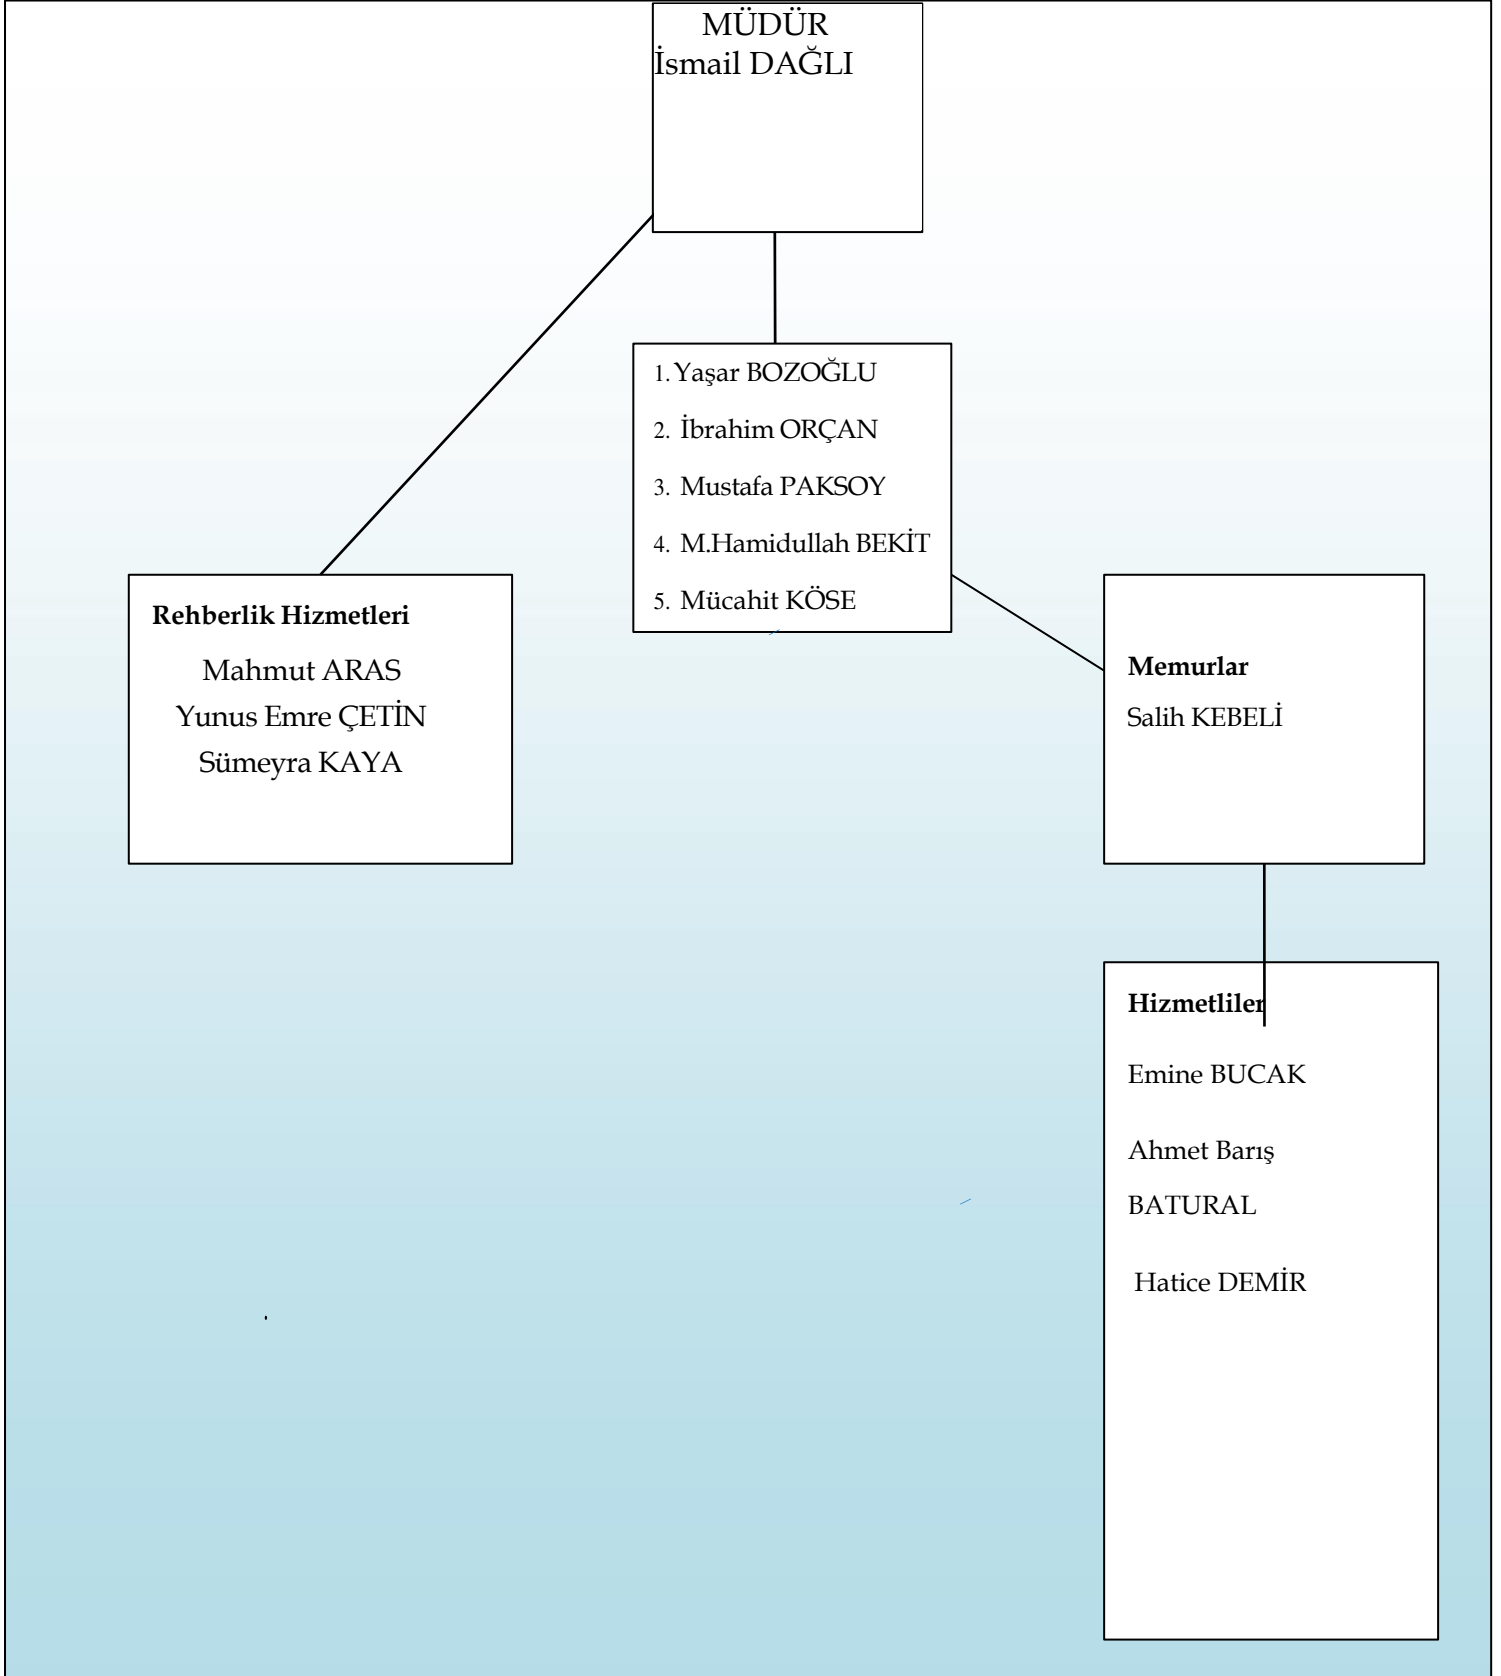 MÜDÜR
İsmail DAĞLI
1. Yaşar BOZOĞLU
2. İbrahim ORÇAN
3. Mustafa PAKSOY
4. M.Hamidullah BEKİT
5. Mücahit KÖSE
Rehberlik Hizmetleri
Mahmut ARAS
Yunus Emre ÇETİN
Sümeyra KAYA
Memurlar
Salih KEBELİ
Hizmetliler
Emine BUCAK
Ahmet Barış
BATURAL
Hatice DEMİR